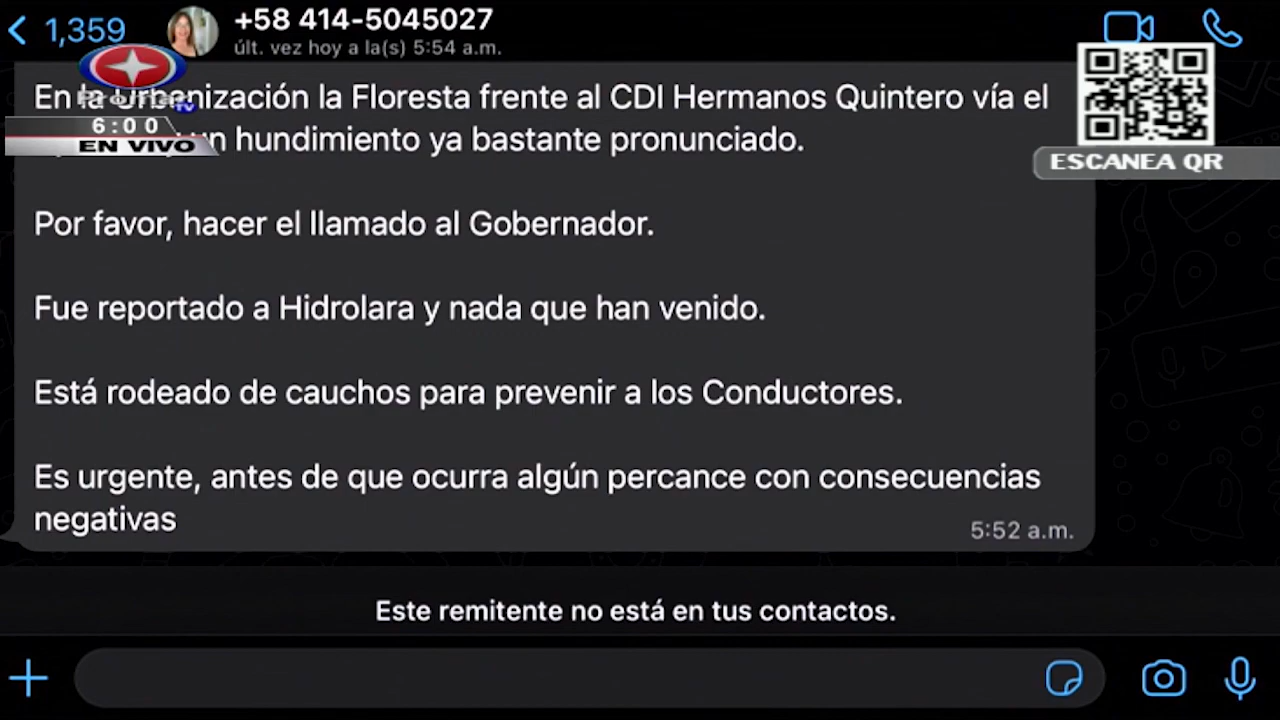 1,359
+58 414-5045027
últ. vez hoy a la(s) 5:54 a.m.
Promar TV
6:00
EN VIVO
ESCANEA QR
En la Urbanización la Floresta frente al CDI Hermanos Quintero vía el
un hundimiento ya bastante pronunciado.
Por favor, hacer el llamado al Gobernador.
Fue reportado a Hidrolara y nada que han venido.
Está rodeado de cauchos para prevenir a los Conductores.
Es urgente, antes de que ocurra algún percance con consecuencias
negativas
5:52 a.m.
Este remitente no está en tus contactos.